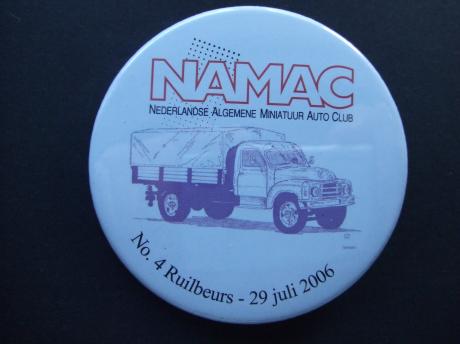 NAMAC
NEDERLANDSE ALGEMENE MINIATUUR AUTO CLUB
No. 4 Ruilbeurs - 29 juli 2006